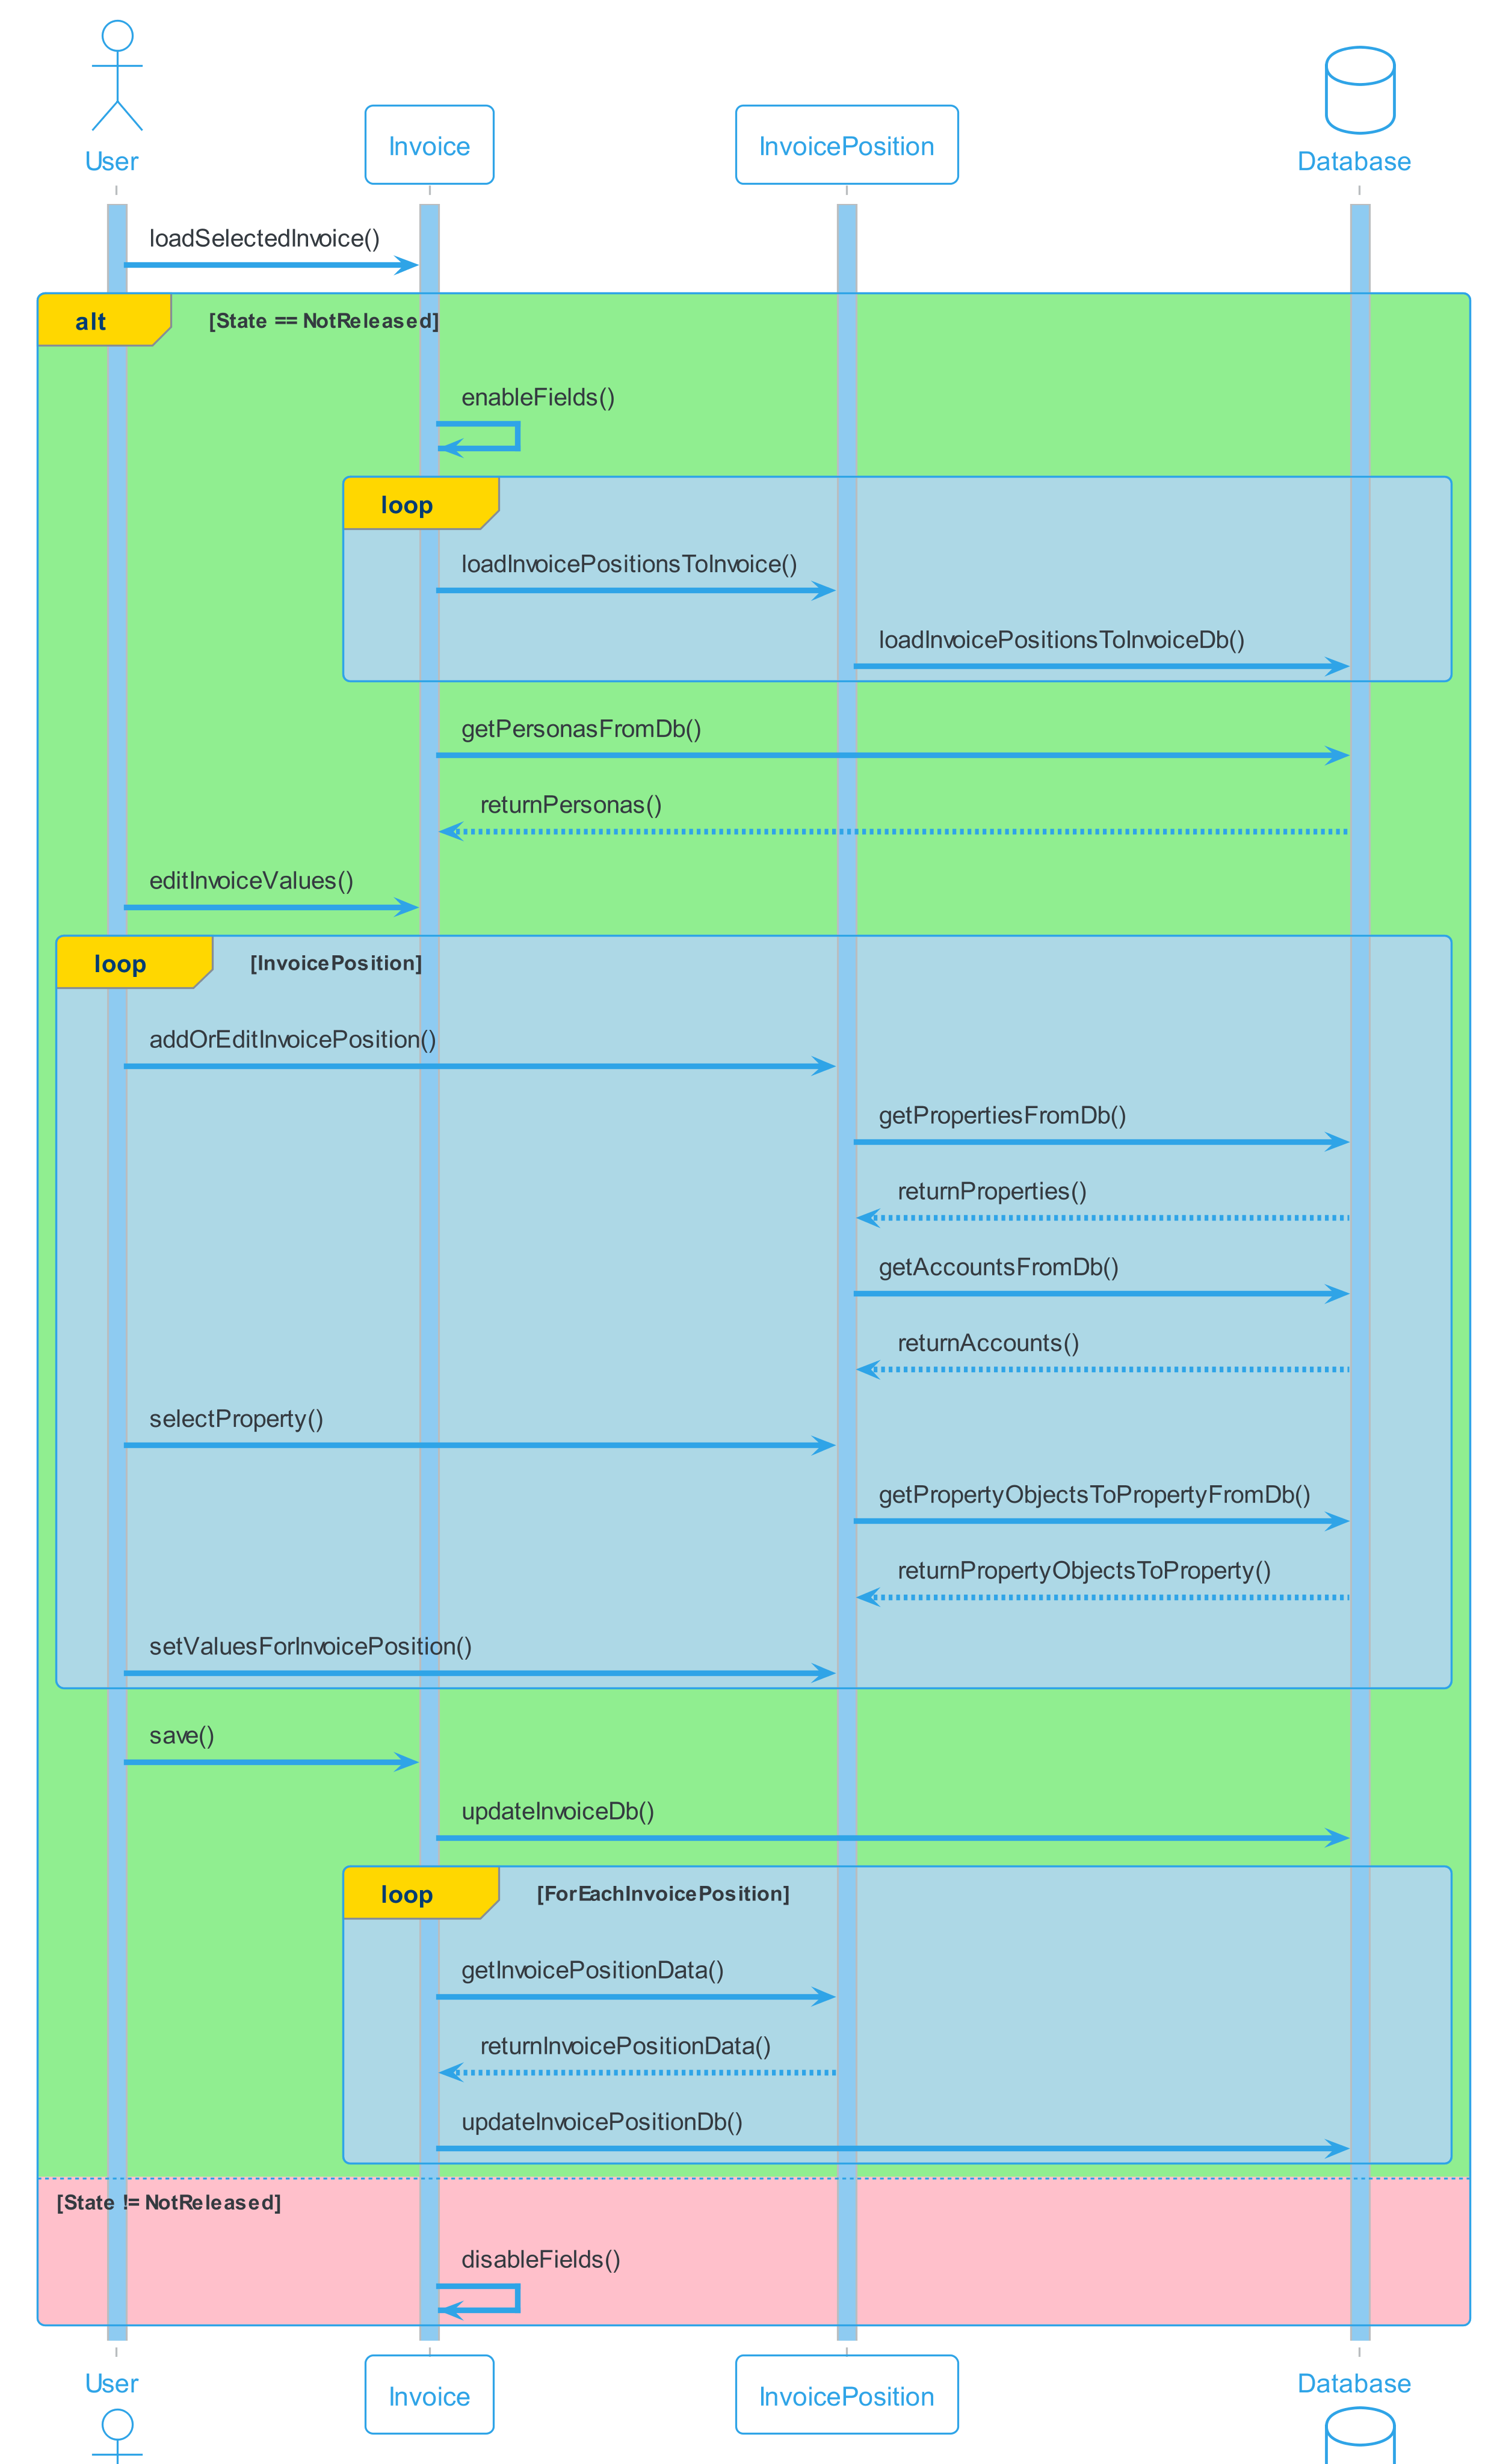 User
Invoice
InvoicePosition
Database
loadSelectedInvoice()
alt
[State == NotReleased]
enableFields()
loop
loadInvoicePositionsToInvoice()
loadInvoicePositionsToInvoiceDb()
getPersonasFromDb()
returnPersonas()
editInvoiceValues()
loop
[InvoicePosition]
addOrEditInvoicePosition()
getPropertiesFromDb()
returnProperties()
getAccountsFromDb()
returnAccounts()
selectProperty()
getPropertyObjectsToPropertyFromDb()
returnPropertyObjectsToProperty()
setValuesForInvoicePosition()
save()
updateInvoiceDb()
loop
[ForEachInvoicePosition]
getInvoicePositionData()
returnInvoicePositionData()
updateInvoicePositionDb()
[State != NotReleased]
disableFields()
User
Invoice
InvoicePosition
Database